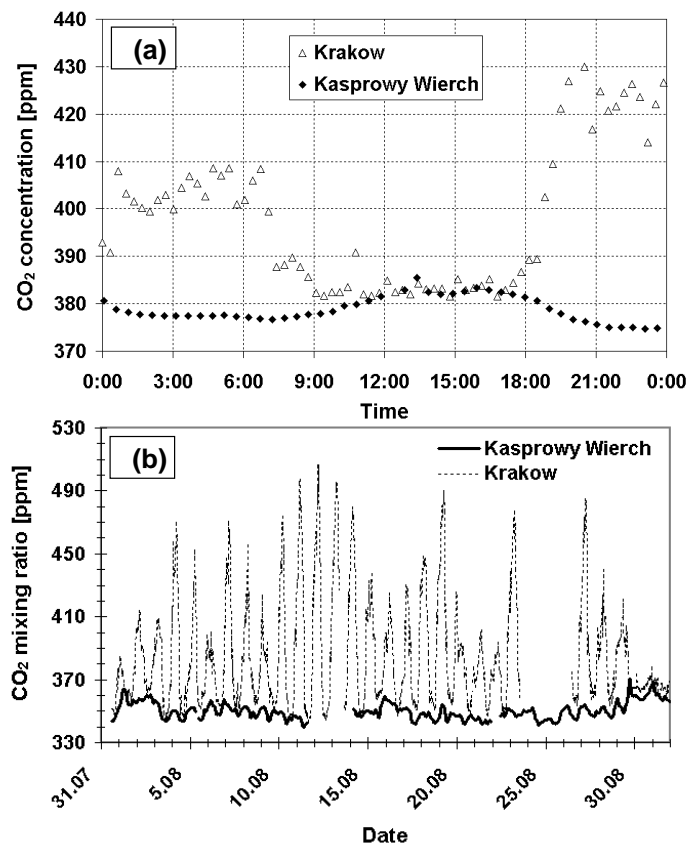 (a)
Krakow
Kasprowy Wierch
CO₂ concentration [ppm]
440
430
420
410
400
390
380
370
0:00 3:00 6:00 9:00 12:00 15:00 18:00 21:00 0:00
Time
(b)
Kasprowy Wierch
Krakow
CO₂ mixing ratio [ppm]
530
490
450
410
370
330
31.07 5.08 10.08 15.08 20.08 25.08 30.08
Date